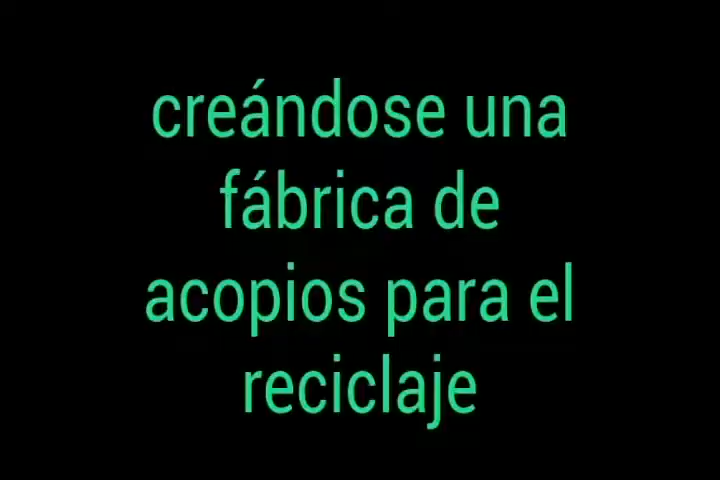 creándose una
fábrica de
acopios para el
reciclaje